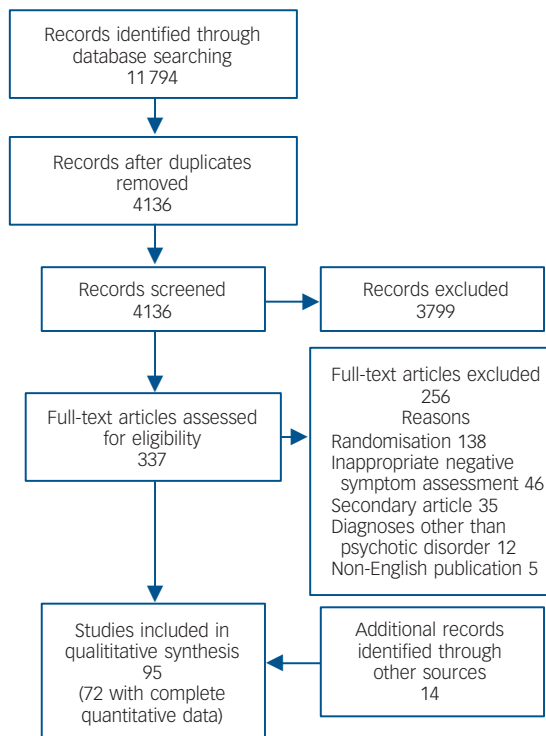 Records identified through
database searching
11 794
Records after duplicates
removed
4136
Records screened
4136
Records excluded
3799
Full-text articles assessed
for eligibility
337
Full-text articles excluded
256
Reasons
Randomisation 138
Inappropriate negative
symptom assessment 46
Secondary article 35
Diagnoses other than
psychotic disorder 12
Non-English publication 5
Studies included in
qualititative synthesis
95
(72 with complete
quantitative data)
Additional records
identified through
other sources
14